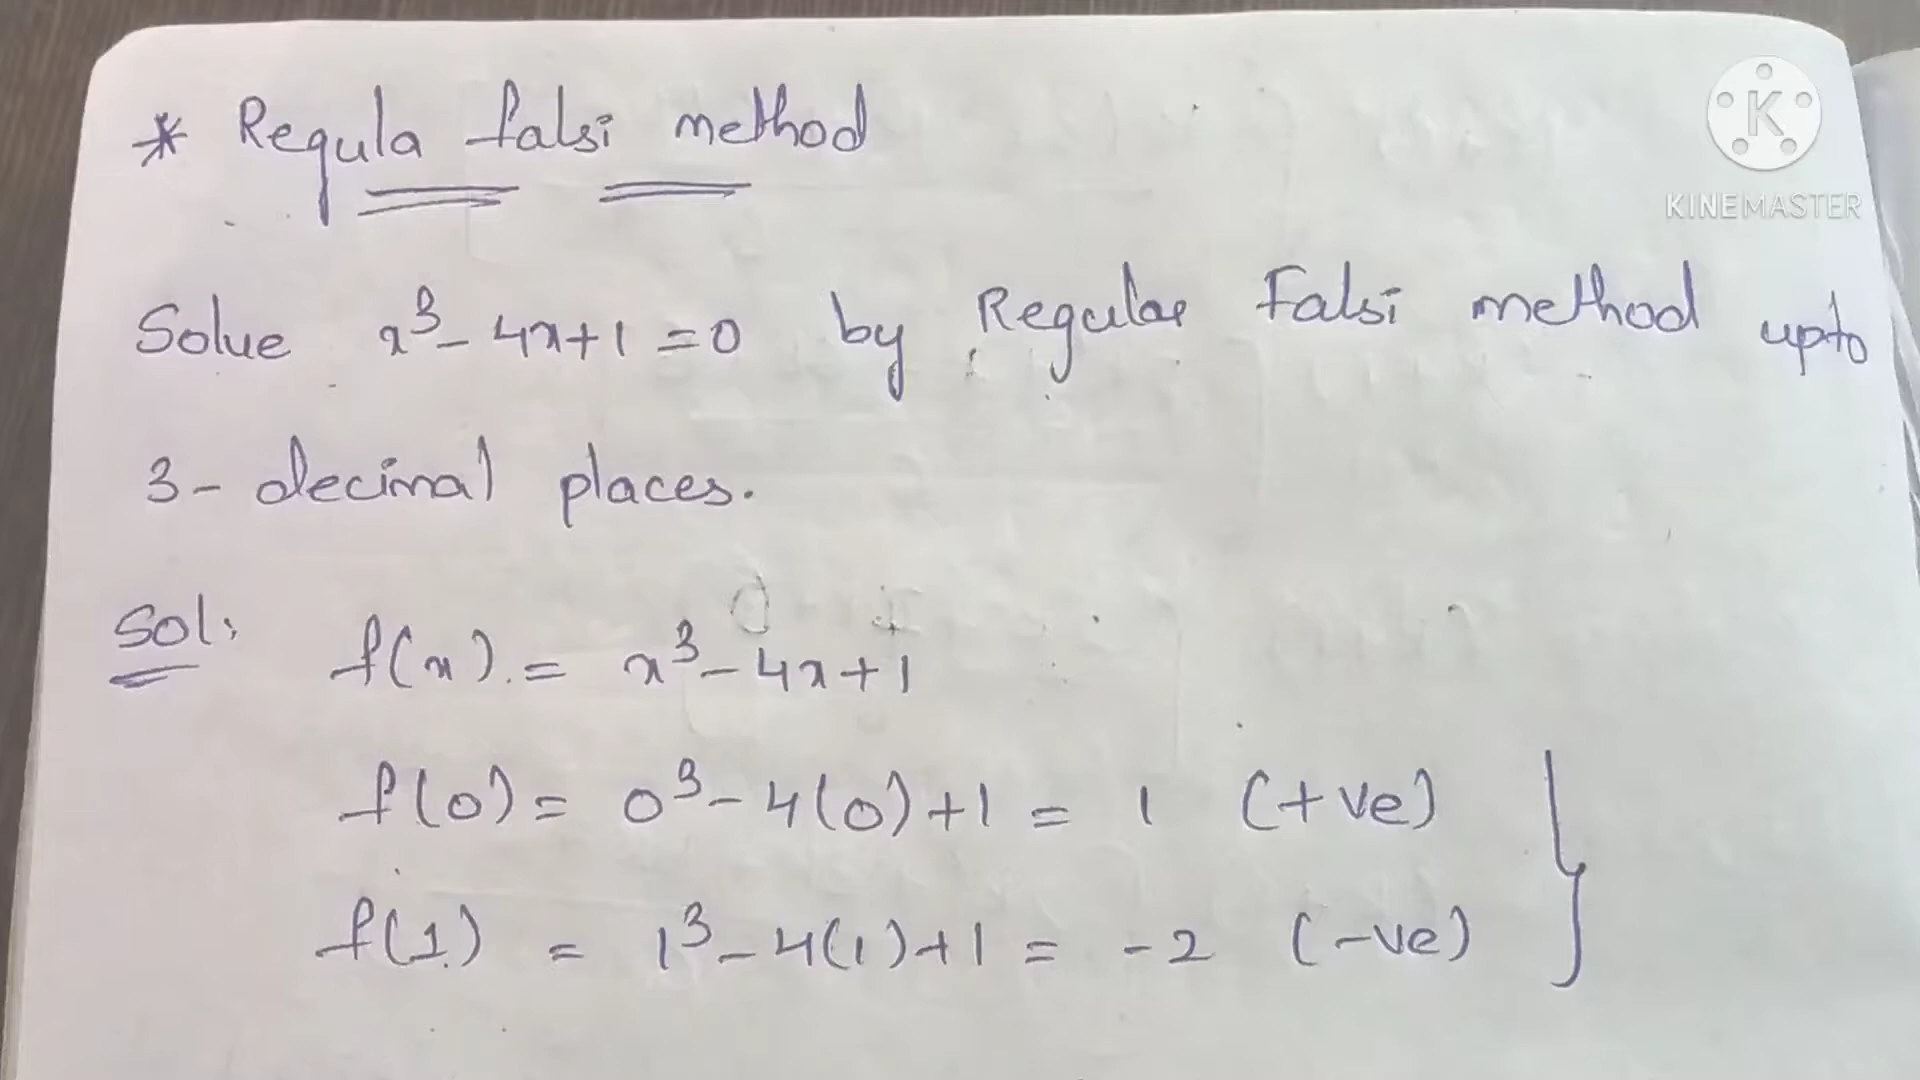 * Regula falsi method
K
KINEMASTER
Solve x³-4x+1=0 by Regular Falsi method upto
3-decimal places.
Sol: f(x).= x³-4x+1
f(0)= 0³-4(0)+1 = 1 (+ve)
f(1) = 1³-4(1)+1 = -2 (-ve)